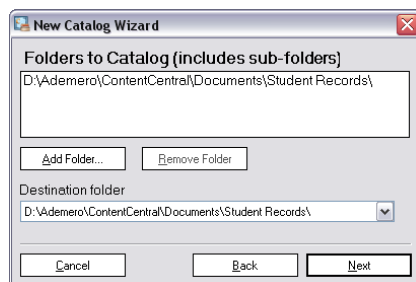 New Catalog Wizard
Folders to Catalog (includes sub-folders)
D:\Ademero\ContentCentral\Documents\Student Records\
Add Folder... Remove Folder
Destination folder
D:\Ademero\ContentCentral\Documents\Student Records\
Cancel Back Next